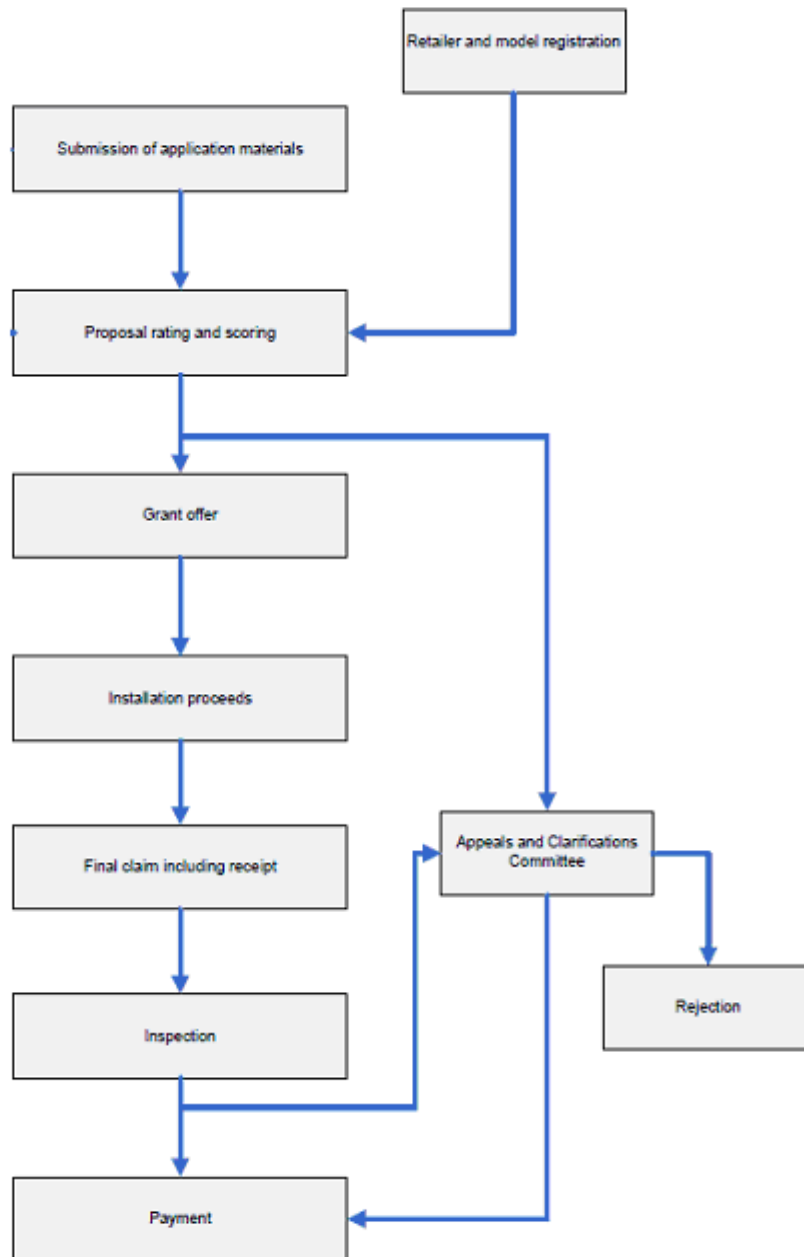 Retailer and model registration
Submission of application materials
Proposal rating and scoring
Grant offer
Installation proceeds
Final claim including receipt
Appeals and Clarifications
Committee
Rejection
Inspection
Payment